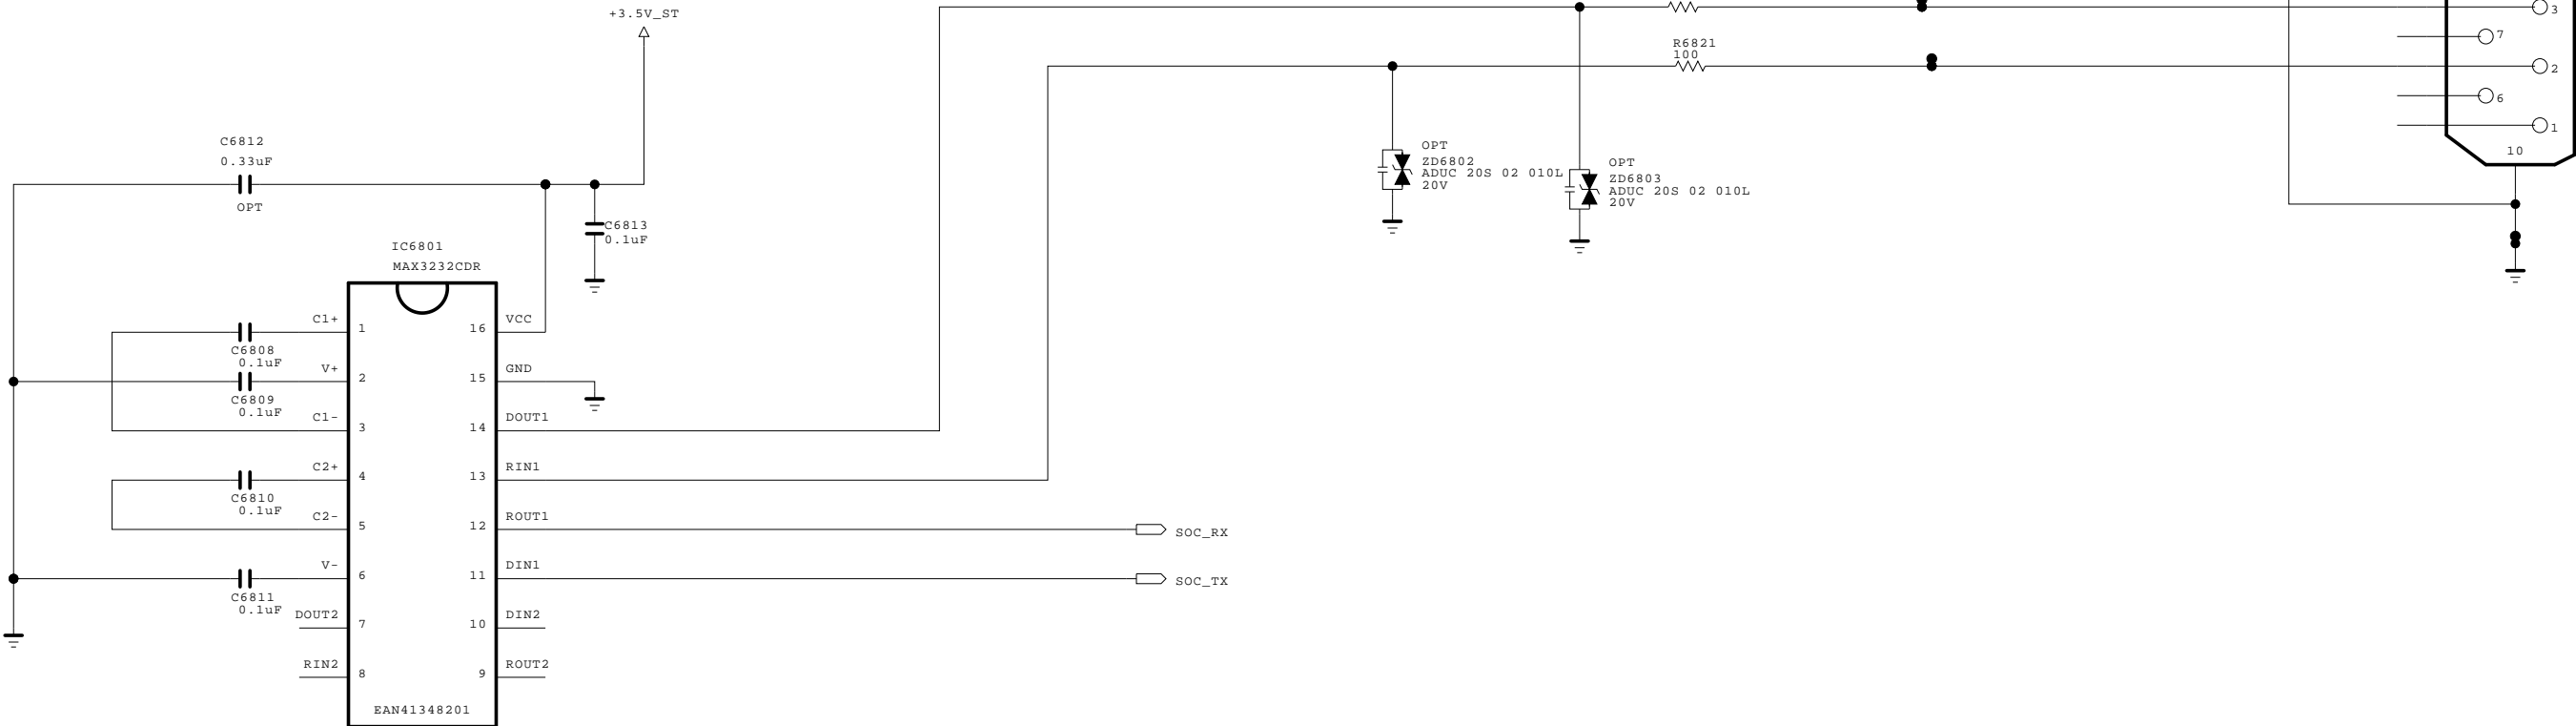 +3.5V_ST
3
R6821
100
7
2
6
1
10
C6812
0.33uF
OPT
OPT
ZD6802
ADUC 20S 02 010L
20V
OPT
ZD6803
ADUC 20S 02 010L
20V
C6813
0.1uF
IC6801
MAX3232CDR
C1+ 1 16 VCC
C6808
0.1uF
V+ 2 15 GND
C6809
0.1uF
C1- 3 14 DOUT1
C2+ 4 13 RIN1
C6810
0.1uF
C2- 5 12 ROUT1
SOC_RX
V- 6 11 DIN1
SOC_TX
C6811
0.1uF
DOUT2 7 10 DIN2
RIN2 8 9 ROUT2
EAN41348201